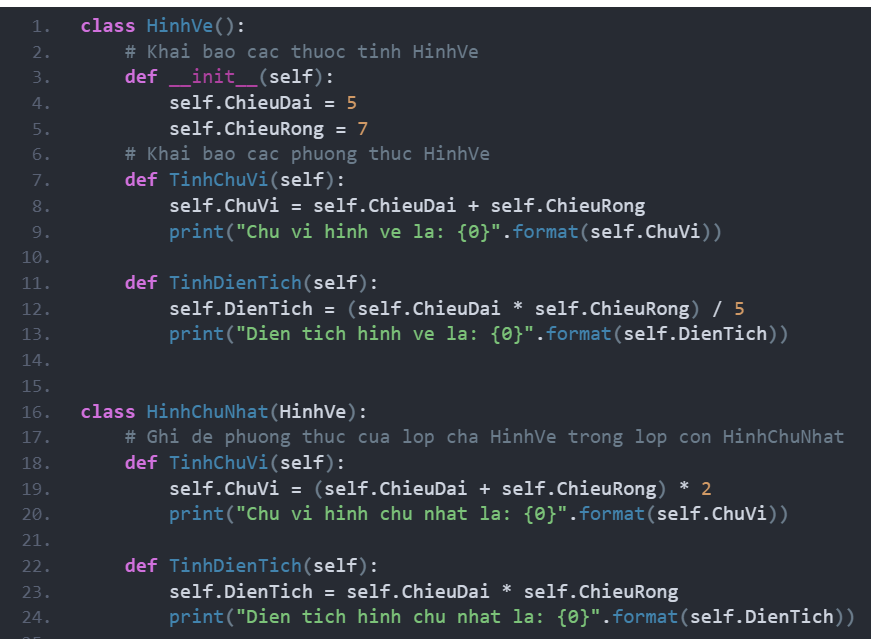 1. class HinhVe():
2.     # Khai bao cac thuoc tinh HinhVe
3.     def __init__(self):
4.         self.ChieuDai = 5
5.         self.ChieuRong = 7
6.     # Khai bao cac phuong thuc HinhVe
7.     def TinhChuVi(self):
8.         self.ChuVi = self.ChieuDai + self.ChieuRong
9.         print("Chu vi hinh ve la: {0}".format(self.ChuVi))
10.
11.     def TinhDienTich(self):
12.         self.DienTich = (self.ChieuDai * self.ChieuRong) / 5
13.         print("Dien tich hinh ve la: {0}".format(self.DienTich))
14.
15.
16. class HinhChuNhat(HinhVe):
17.     # Ghi de phuong thuc cua lop cha HinhVe trong lop con HinhChuNhat
18.     def TinhChuVi(self):
19.         self.ChuVi = (self.ChieuDai + self.ChieuRong) * 2
20.         print("Chu vi hinh chu nhat la: {0}".format(self.ChuVi))
21.
22.     def TinhDienTich(self):
23.         self.DienTich = self.ChieuDai * self.ChieuRong
24.         print("Dien tich hinh chu nhat la: {0}".format(self.DienTich))